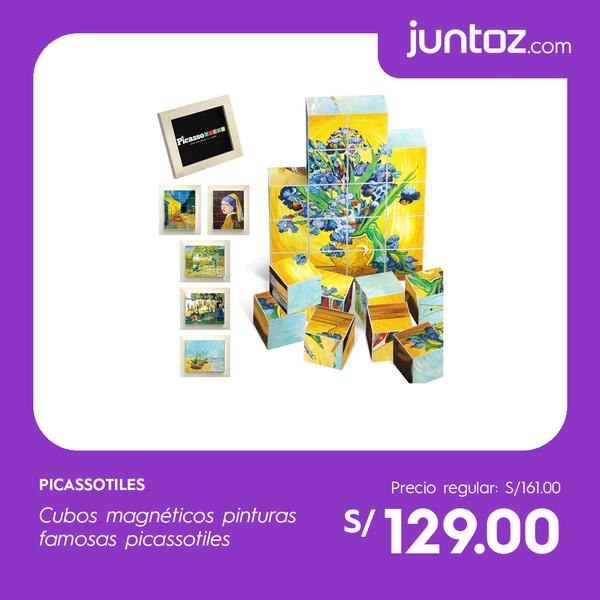 juntoz.com
Picasso
PICASSOTILES
Cubos magnéticos pinturas
famosas picassotiles
Precio regular: S/161.00
S/129.00